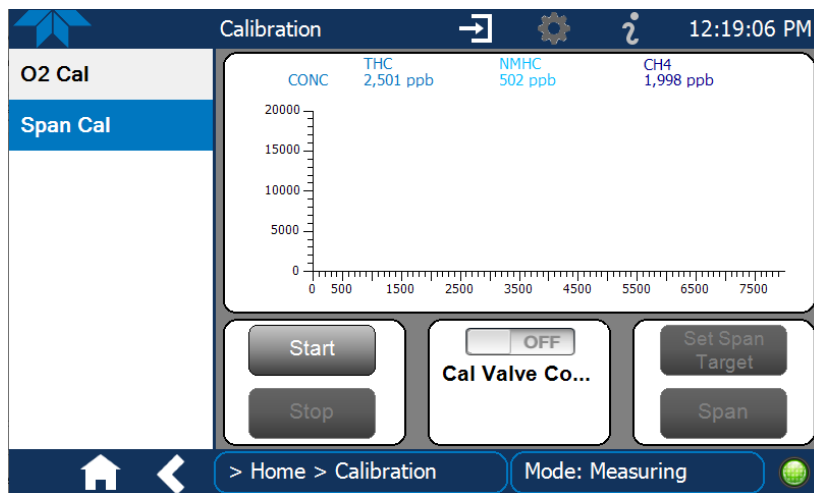 Calibration 12:19:06 PM
O2 Cal
Span Cal
THC NMHC CH4
CONC 2,501 ppb 502 ppb 1,998 ppb
20000
15000
10000
5000
0
0 500 1500 2500 3500 4500 5500 6500 7500
Start
Stop
OFF
Cal Valve Co...
Set Span
Target
Span
> Home > Calibration
Mode: Measuring